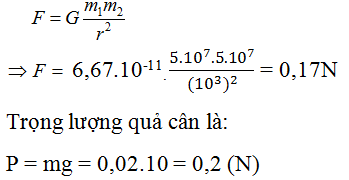 F = G m₁m₂ / r²
⇒ F = 6,67.10⁻¹¹. 5.10⁷.5.10⁷ / (10³)² = 0,17N
Trọng lượng quả cân là:
P = mg = 0,02.10 = 0,2 (N)